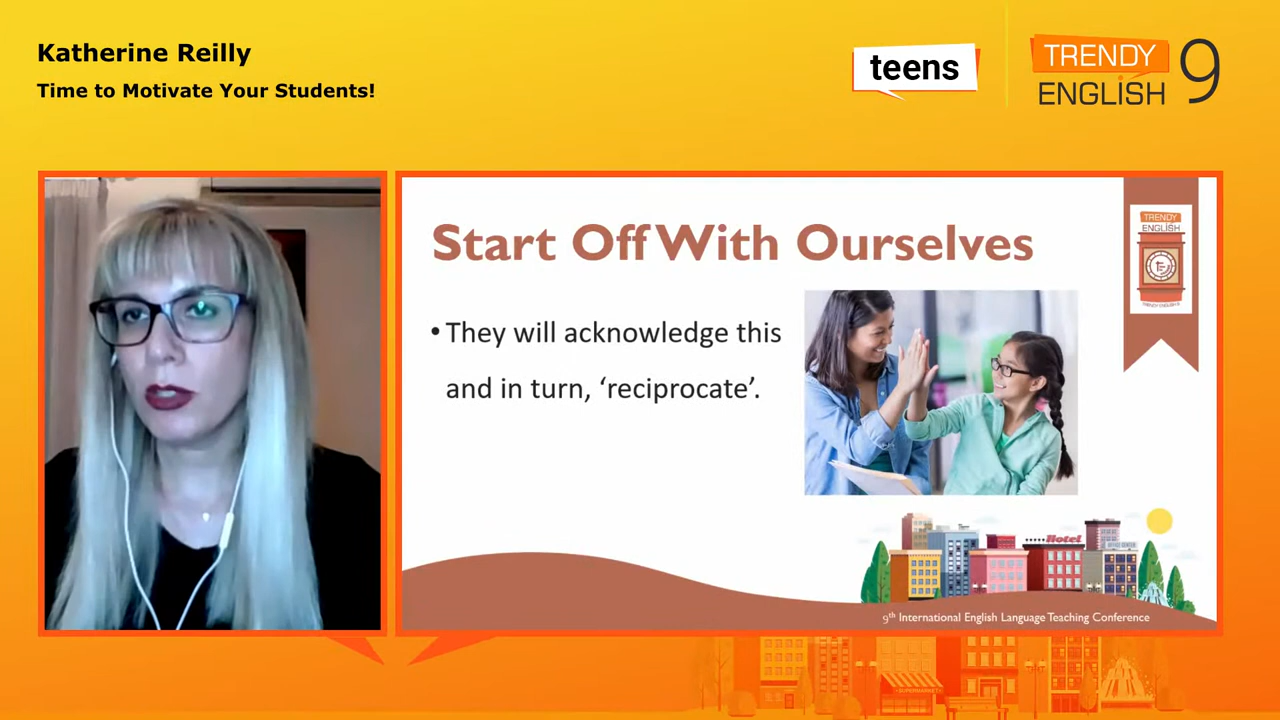 Katherine Reilly
Time to Motivate Your Students!
teens
TRENDY
ENGLISH
9
Start Off With Ourselves
• They will acknowledge this
and in turn, ‘reciprocate’.
TRENDY
ENGLISH
Hotel
9th International English Language Teaching Conference
SUPERMARKET